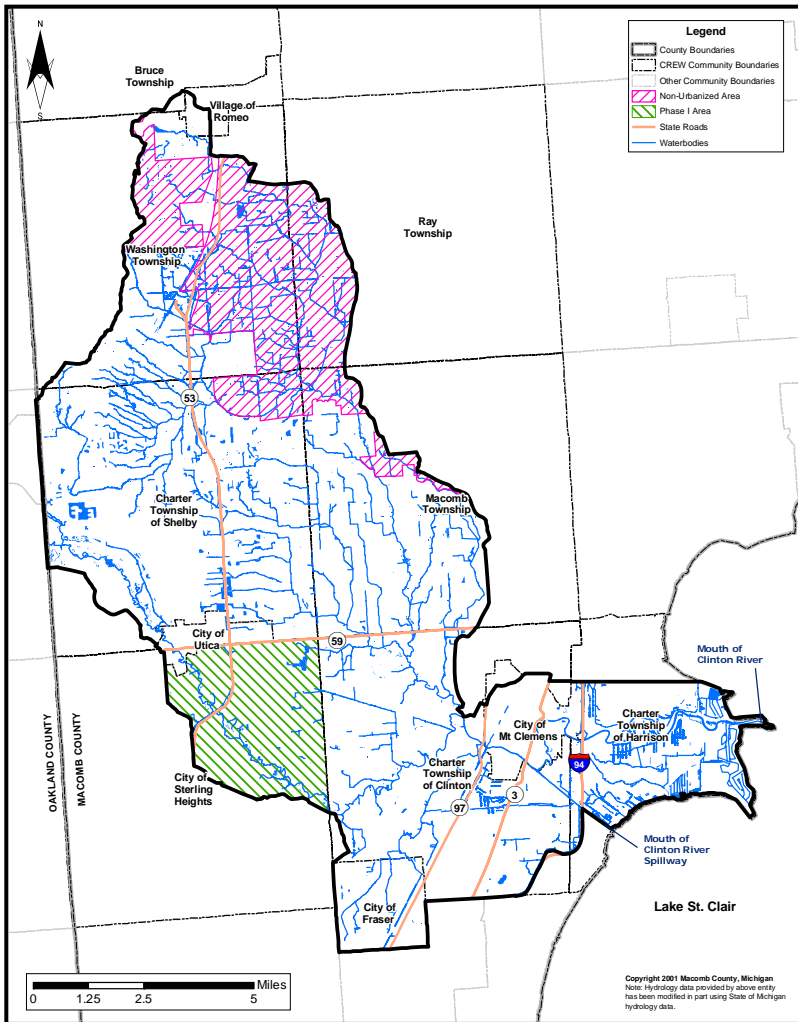 N
S
Legend
County Boundaries
CREW Community Boundaries
Other Community Boundaries
Non-Urbanized Area
Phase I Area
State Roads
Waterbodies
Bruce
Township
Village of
Romeo
Ray
Township
Washington
Township
53
Charter
Township
of Shelby
Macomb
Township
City of
Utica
59
Mouth of
Clinton River
Charter
Township
of Harrison
City of
Mt Clemens
94
Charter
Township
of Clinton
City of
Sterling
Heights
OAKLAND COUNTY
MACOMB COUNTY
97
3
Mouth of
Clinton River
Spillway
City of
Fraser
Lake St. Clair
Miles
0 1.25 2.5 5
Copyright 2001 Macomb County, Michigan
Note: Hydrology data provided by above entity
has been modified in part using State of Michigan
hydrology data.